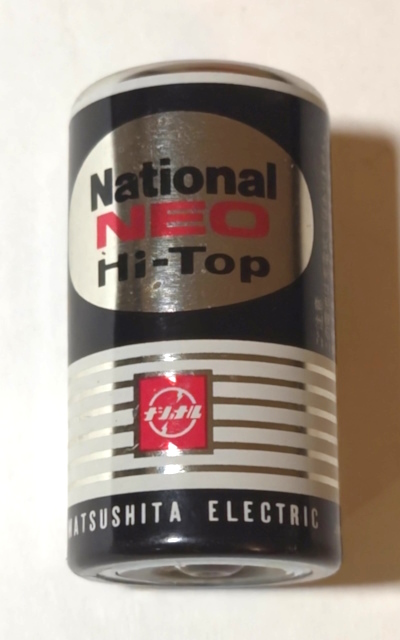 National
NEO
Hi-Top
ナショナル
MATSUSHITA ELECTRIC